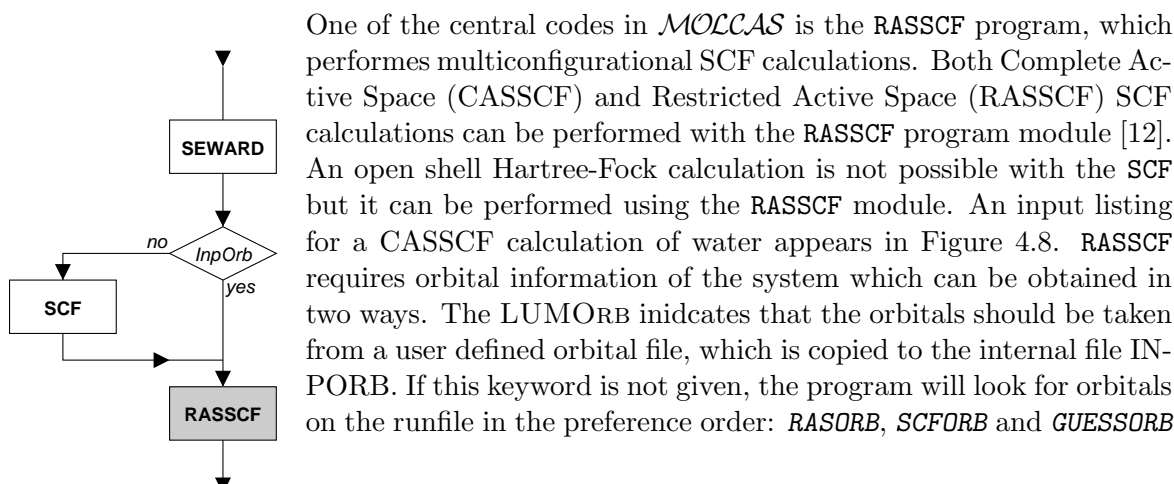 One of the central codes in MOLCAS is the RASSCF program, which
performes multiconfigurational SCF calculations. Both Complete Ac-
tive Space (CASSCF) and Restricted Active Space (RASSCF) SCF
calculations can be performed with the RASSCF program module [12].
An open shell Hartree-Fock calculation is not possible with the SCF
but it can be performed using the RASSCF module. An input listing
for a CASSCF calculation of water appears in Figure 4.8. RASSCF
requires orbital information of the system which can be obtained in
two ways. The LUMORB inidcates that the orbitals should be taken
from a user defined orbital file, which is copied to the internal file IN-
PORB. If this keyword is not given, the program will look for orbitals
on the runfile in the preference order: RASORB, SCFORB and GUESSORB
SEWARD
no
InpOrb
yes
SCF
RASSCF